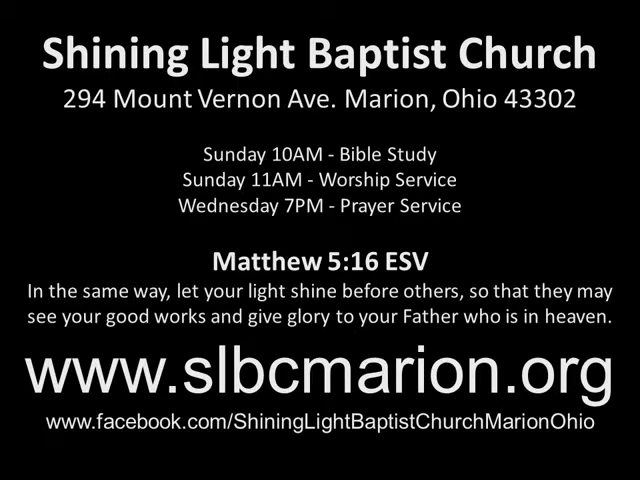 Shining Light Baptist Church
294 Mount Vernon Ave. Marion, Ohio 43302
Sunday 10AM - Bible Study
Sunday 11AM - Worship Service
Wednesday 7PM - Prayer Service
Matthew 5:16 ESV
In the same way, let your light shine before others, so that they may
see your good works and give glory to your Father who is in heaven.
www.slbcmarion.org
www.facebook.com/ShiningLightBaptistChurchMarionOhio